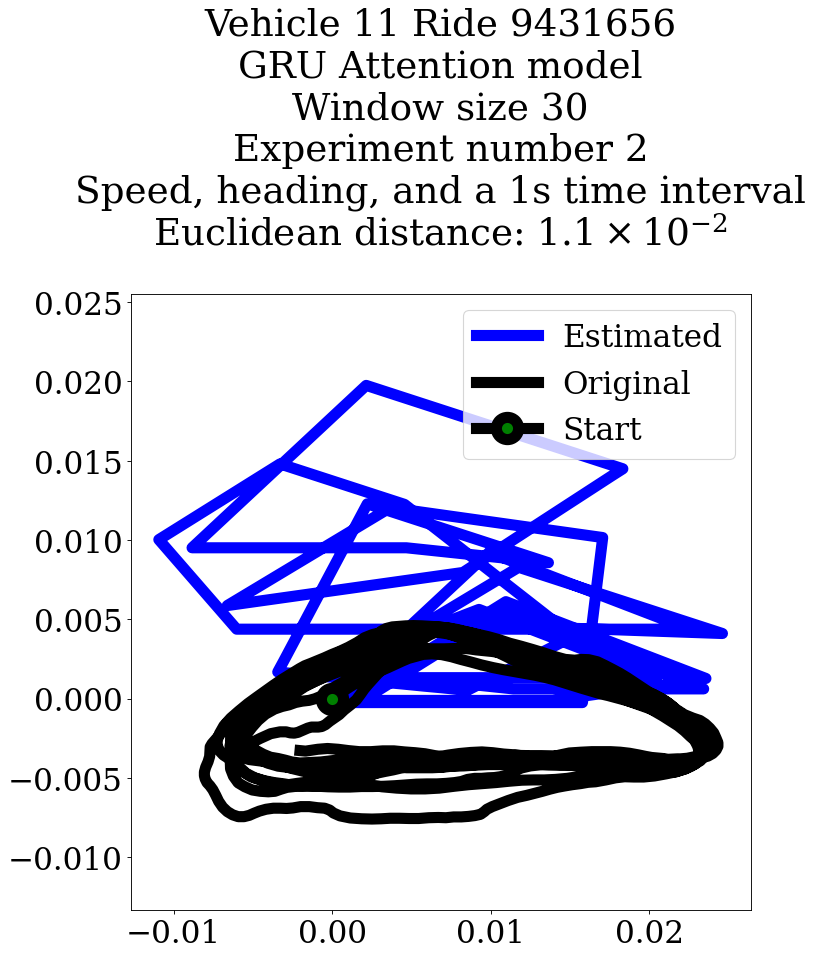 Vehicle 11 Ride 9431656
GRU Attention model
Window size 30
Experiment number 2
Speed, heading, and a 1s time interval
Euclidean distance: 1.1 × 10⁻²
0.025
0.020
0.015
0.010
0.005
0.000
−0.005
−0.010
Estimated
Original
Start
−0.01 0.00 0.01 0.02